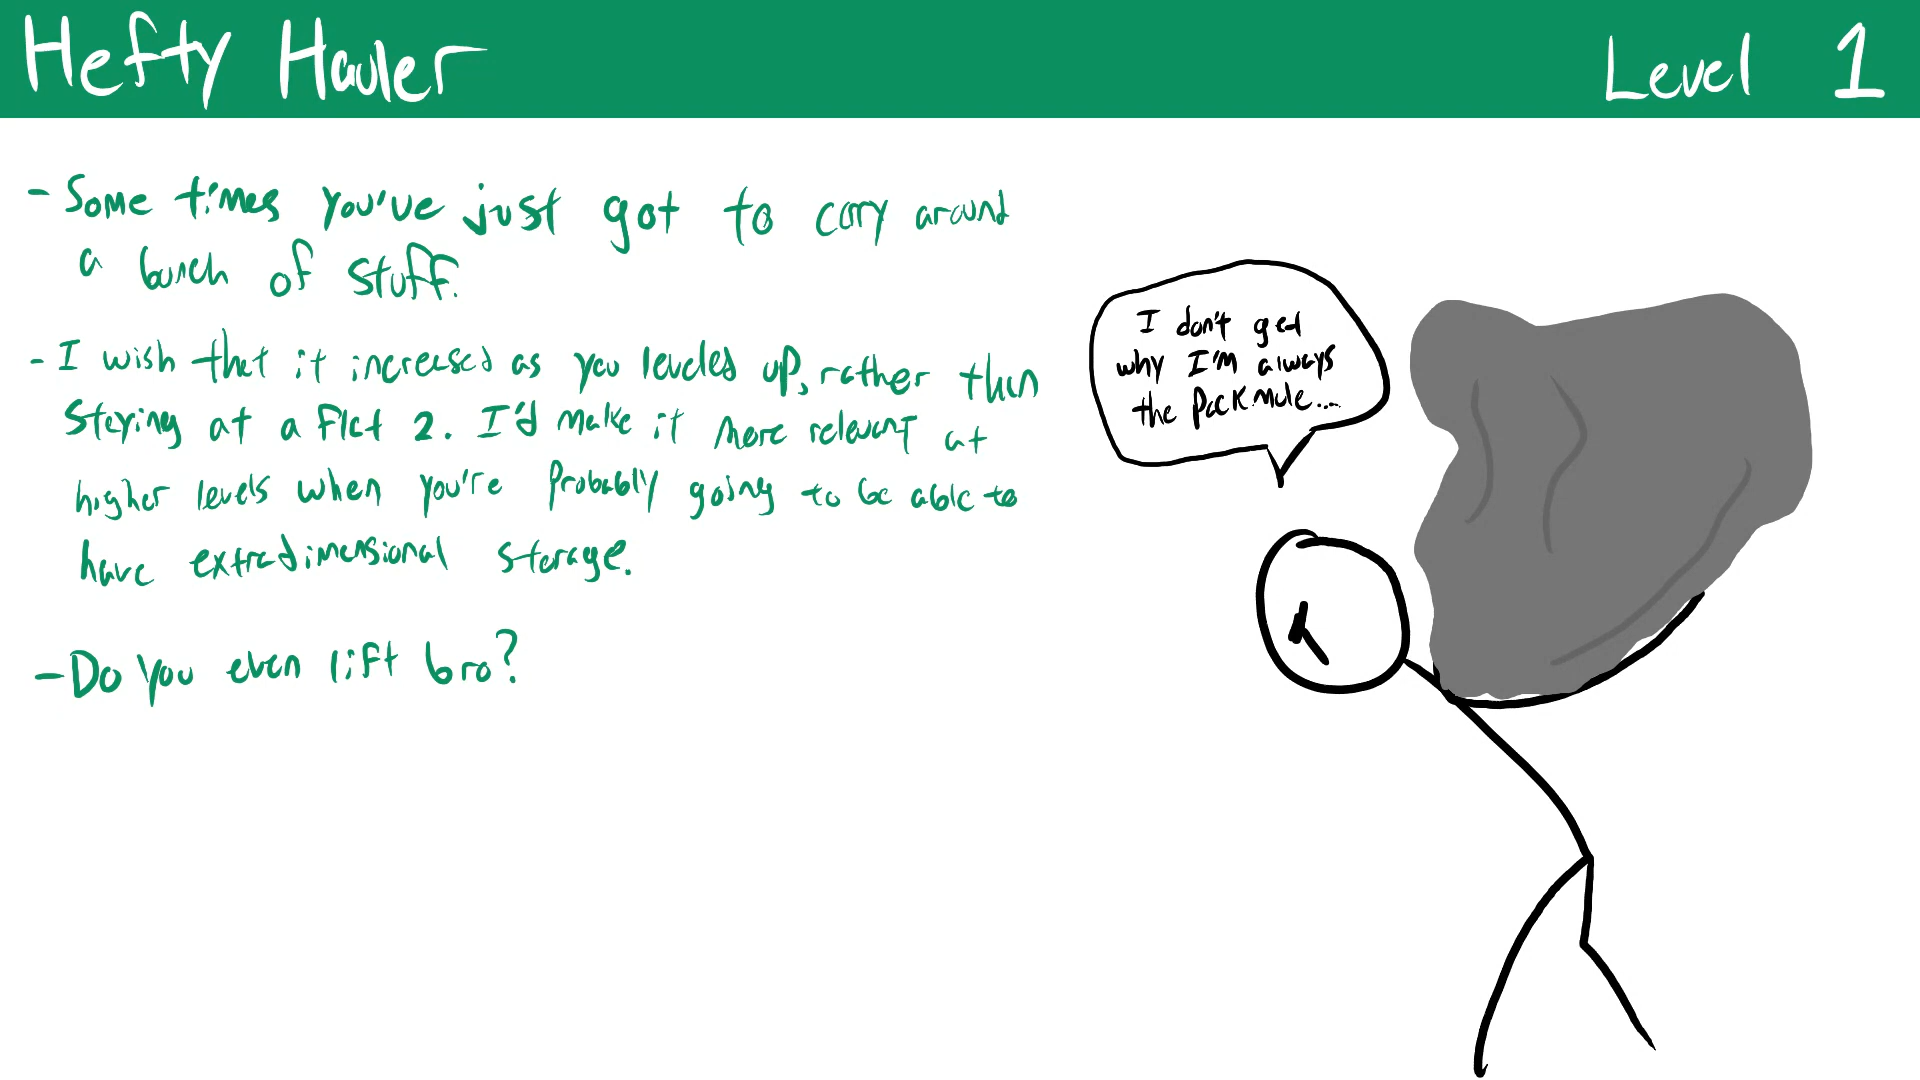 Hefty Hauler
Level 1
- Some times you've just got to carry around
a bunch of stuff.
- I wish that it increased as you leveled up, rather than
staying at a flat 2. I'd make it more relevant at
higher levels when you're probably going to be able to
have extradimensional storage.
- Do you even lift bro?
I don't get
why I'm always
the pack mule...